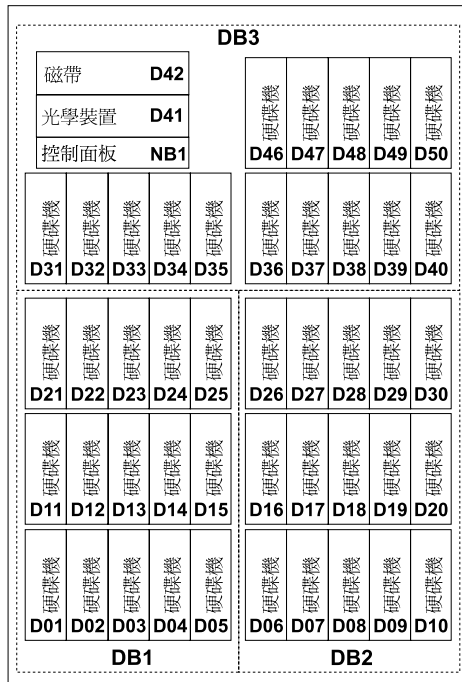 DB3
磁帶 D42
光學裝置 D41
控制面板 NB1
硬碟機 硬碟機 硬碟機 硬碟機 硬碟機
D46 D47 D48 D49 D50
硬碟機 硬碟機 硬碟機 硬碟機 硬碟機 硬碟機 硬碟機 硬碟機 硬碟機 硬碟機
D31 D32 D33 D34 D35 D36 D37 D38 D39 D40
硬碟機 硬碟機 硬碟機 硬碟機 硬碟機 硬碟機 硬碟機 硬碟機 硬碟機 硬碟機
D21 D22 D23 D24 D25 D26 D27 D28 D29 D30
硬碟機 硬碟機 硬碟機 硬碟機 硬碟機 硬碟機 硬碟機 硬碟機 硬碟機 硬碟機
D11 D12 D13 D14 D15 D16 D17 D18 D19 D20
硬碟機 硬碟機 硬碟機 硬碟機 硬碟機 硬碟機 硬碟機 硬碟機 硬碟機 硬碟機
D01 D02 D03 D04 D05 D06 D07 D08 D09 D10
DB1 DB2